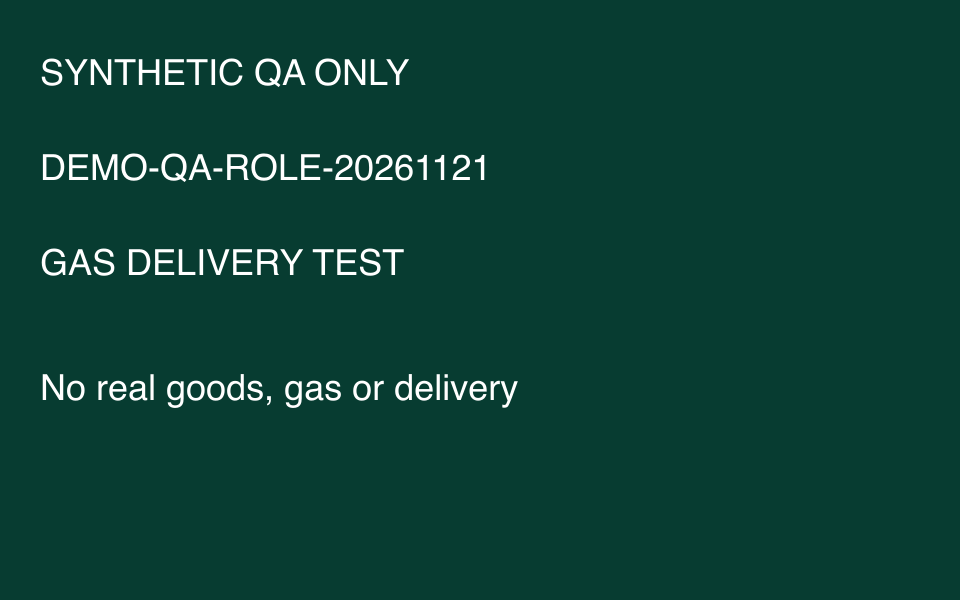 SYNTHETIC QA ONLY
DEMO-QA-ROLE-20261121
GAS DELIVERY TEST
No real goods, gas or delivery